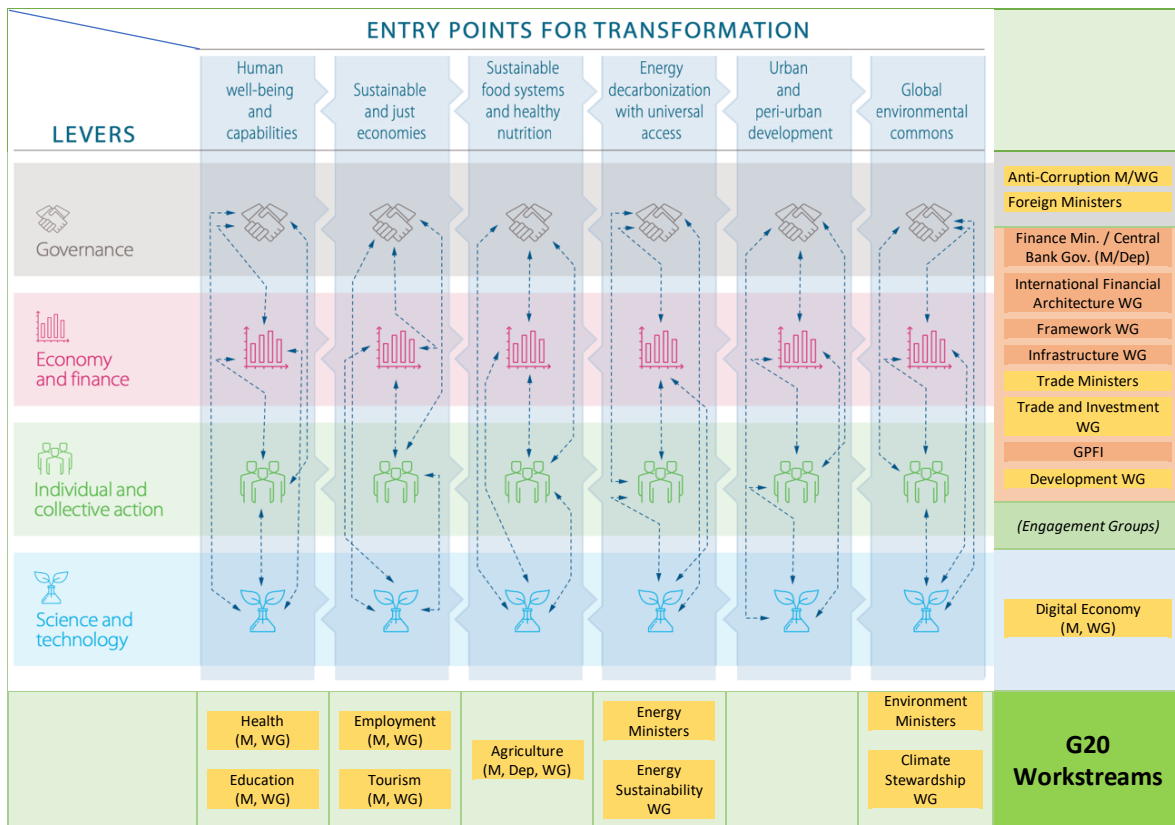 ENTRY POINTS FOR TRANSFORMATION
LEVERS
Human
well-being
and
capabilities
Sustainable
and just
economies
Sustainable
food systems
and healthy
nutrition
Energy
decarbonization
with universal
access
Urban
and
peri-urban
development
Global
environmental
commons
Governance
Anti-Corruption M/WG
Foreign Ministers
Economy
and finance
Finance Min. / Central
Bank Gov. (M/Dep)
International Financial
Architecture WG
Framework WG
Infrastructure WG
Trade Ministers
Trade and Investment
WG
GPFI
Development WG
Individual and
collective action
(Engagement Groups)
Science and
technology
Digital Economy
(M, WG)
Health
(M, WG)
Education
(M, WG)
Employment
(M, WG)
Tourism
(M, WG)
Agriculture
(M, Dep, WG)
Energy
Ministers
Energy
Sustainability
WG
Environment
Ministers
Climate
Stewardship
WG
G20
Workstreams